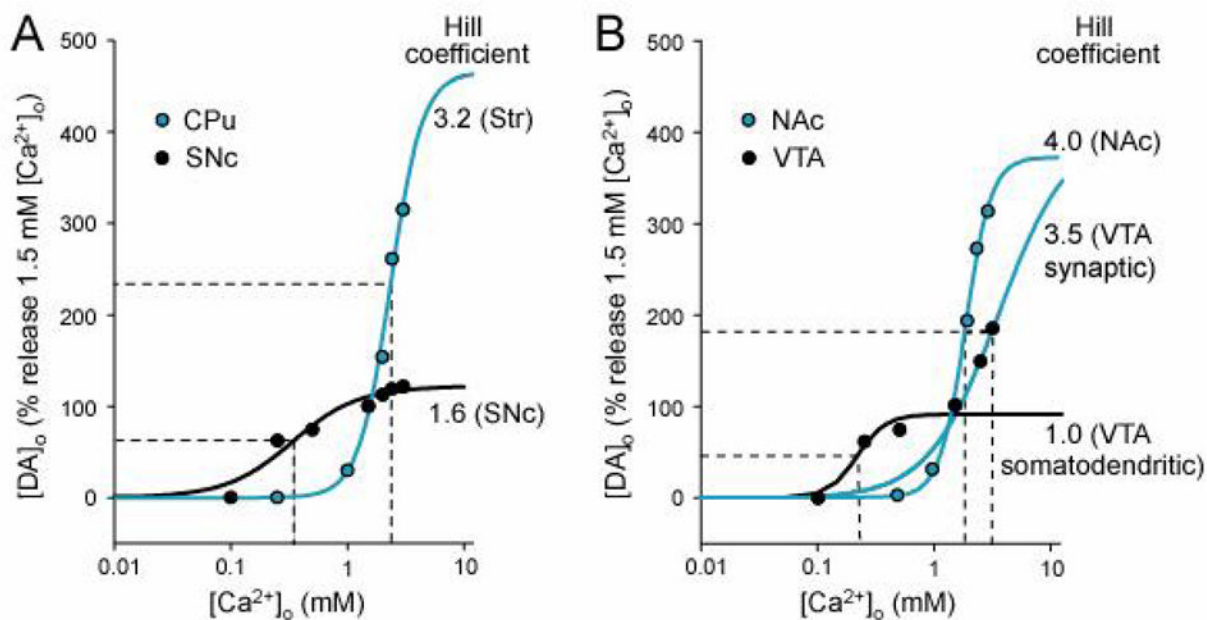 A
Hill
coefficient
500
400
300
200
100
0
[DA]ₒ (% release 1.5 mM [Ca²⁺]ₒ)
CPu
SNc
3.2 (Str)
1.6 (SNc)
0.01
0.1
1
10
[Ca²⁺]ₒ (mM)
B
Hill
coefficient
500
400
300
200
100
0
[DA]ₒ (% release 1.5 mM [Ca²⁺]ₒ)
NAc
VTA
4.0 (NAc)
3.5 (VTA
synaptic)
1.0 (VTA
somatodendritic)
0.01
0.1
1
10
[Ca²⁺]ₒ (mM)